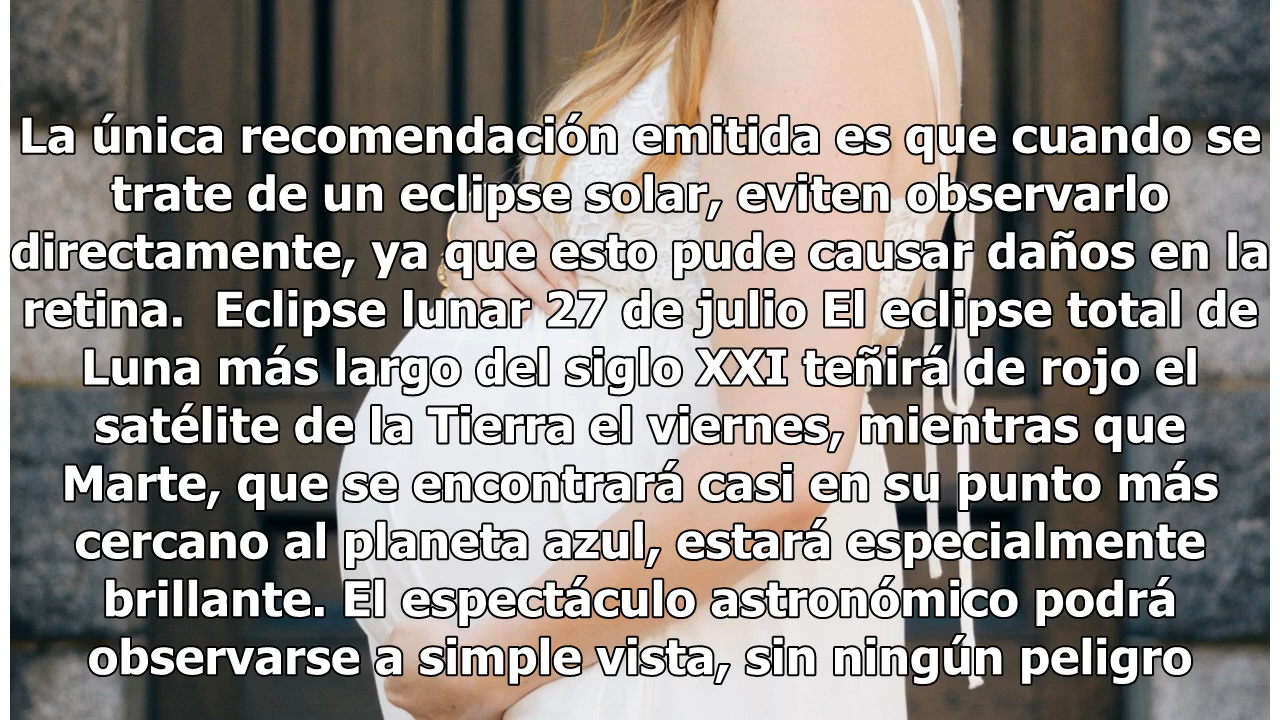 La única recomendación emitida es que cuando se
trate de un eclipse solar, eviten observarlo
directamente, ya que esto pude causar daños en la
retina.  Eclipse lunar 27 de julio El eclipse total de
Luna más largo del siglo XXI teñirá de rojo el
satélite de la Tierra el viernes, mientras que
Marte, que se encontrará casi en su punto más
cercano al planeta azul, estará especialmente
brillante. El espectáculo astronómico podrá
observarse a simple vista, sin ningún peligro